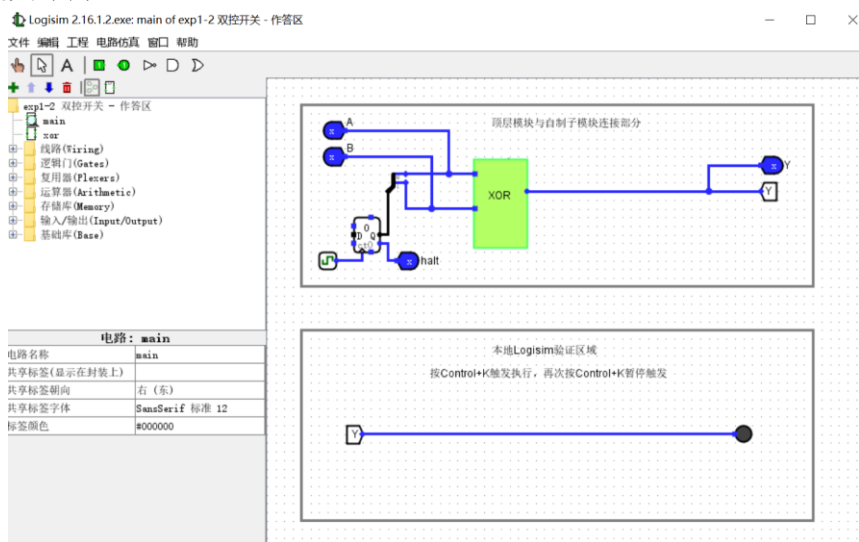 Logisim 2.16.1.2.exe: main of exp1-2 双控开关 - 作答区
文件 编辑 工程 电路仿真 窗口 帮助
A
exp1-2 双控开关 - 作答区
main
xor
线路(Wiring)
逻辑门(Gates)
复用器(Plexers)
运算器(Arithmetic)
存储库(Memory)
输入/输出(Input/Output)
基础库(Base)
顶层模块与自制子模块连接部分
A
x
B
x
XOR
x
Y
Y
0
D Q
ct0
x
halt
电路: main
电路名称 main
共享标签(显示在封装上)
共享标签朝向 右 (东)
共享标签字体 SansSerif 标准 12
标签颜色 #000000
本地Logisim验证区域
按Control+K触发执行，再次按Control+K暂停触发
Y